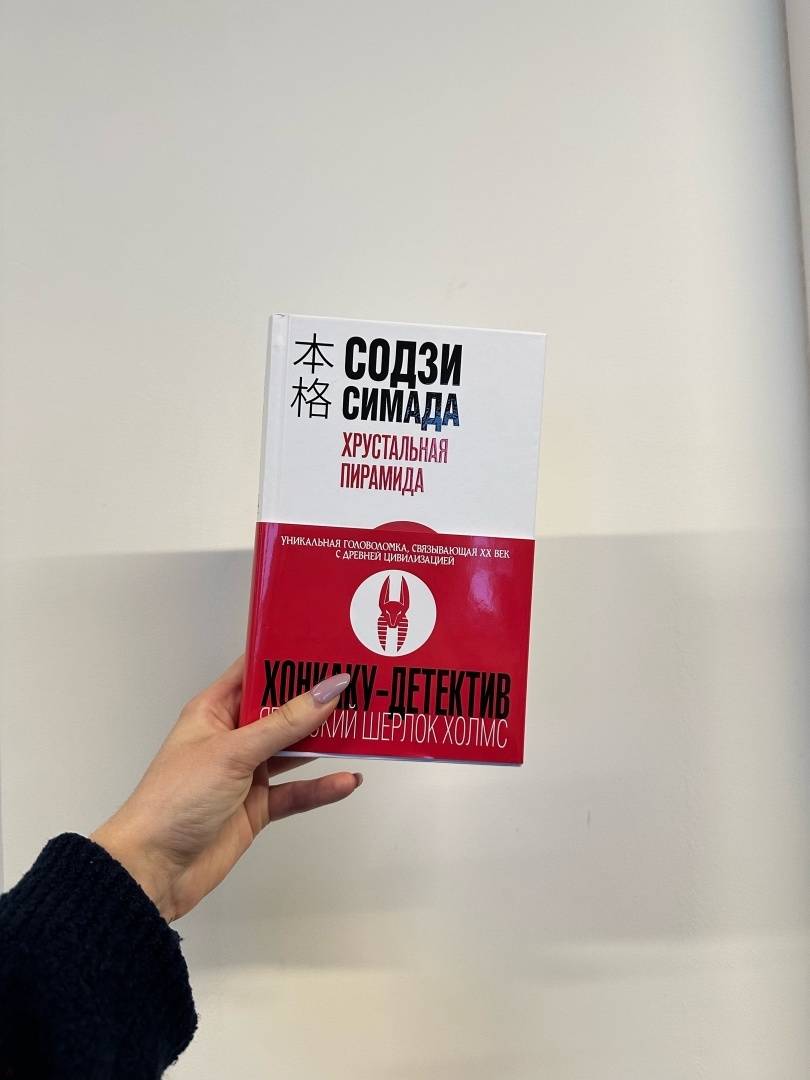 本格
СОДЗИ
СИМАДА
ХРУСТАЛЬНАЯ
ПИРАМИДА
УНИКАЛЬНАЯ ГОЛОВОЛОМКА, СВЯЗЫВАЮЩАЯ XX ВЕК
С ДРЕВНЕЙ ЦИВИЛИЗАЦИЕЙ
ХОНКАКУ-ДЕТЕКТИВ
ШЕРЛОК ХОЛМС